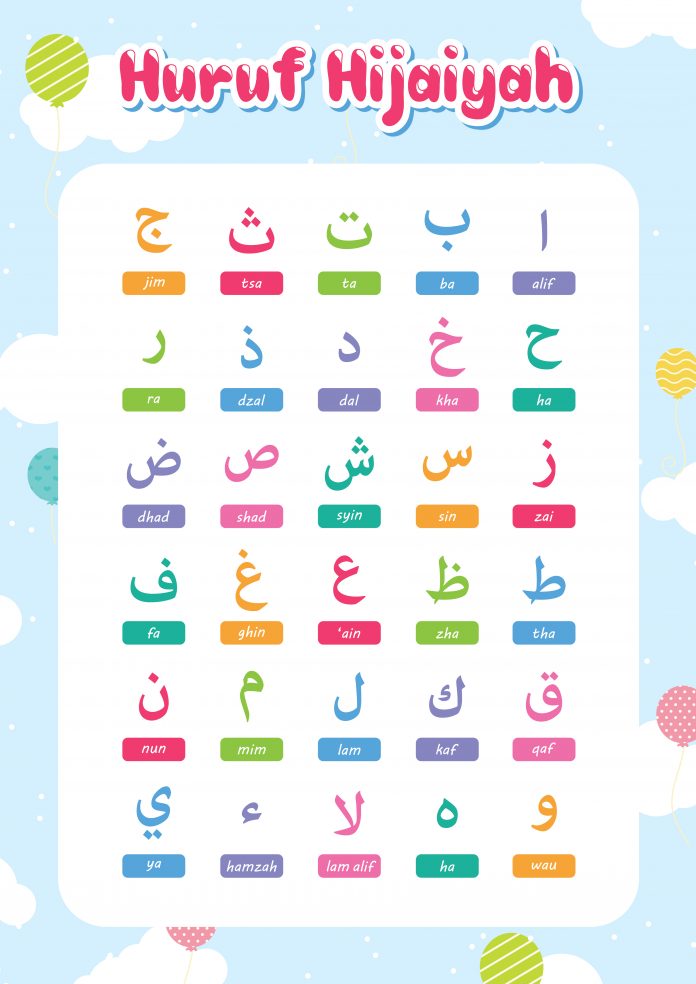 Huruf Hijaiyah
ا ب ت ث ج
alif ba ta tsa jim
ح خ د ذ ر
ha kha dal dzal ra
ز س ش ص ض
zai sin syin shad dhad
ط ظ ع غ ف
tha zha 'ain ghin fa
ق ك ل م ن
qaf kaf lam mim nun
و ه لا ء ي
wau ha lam alif hamzah ya